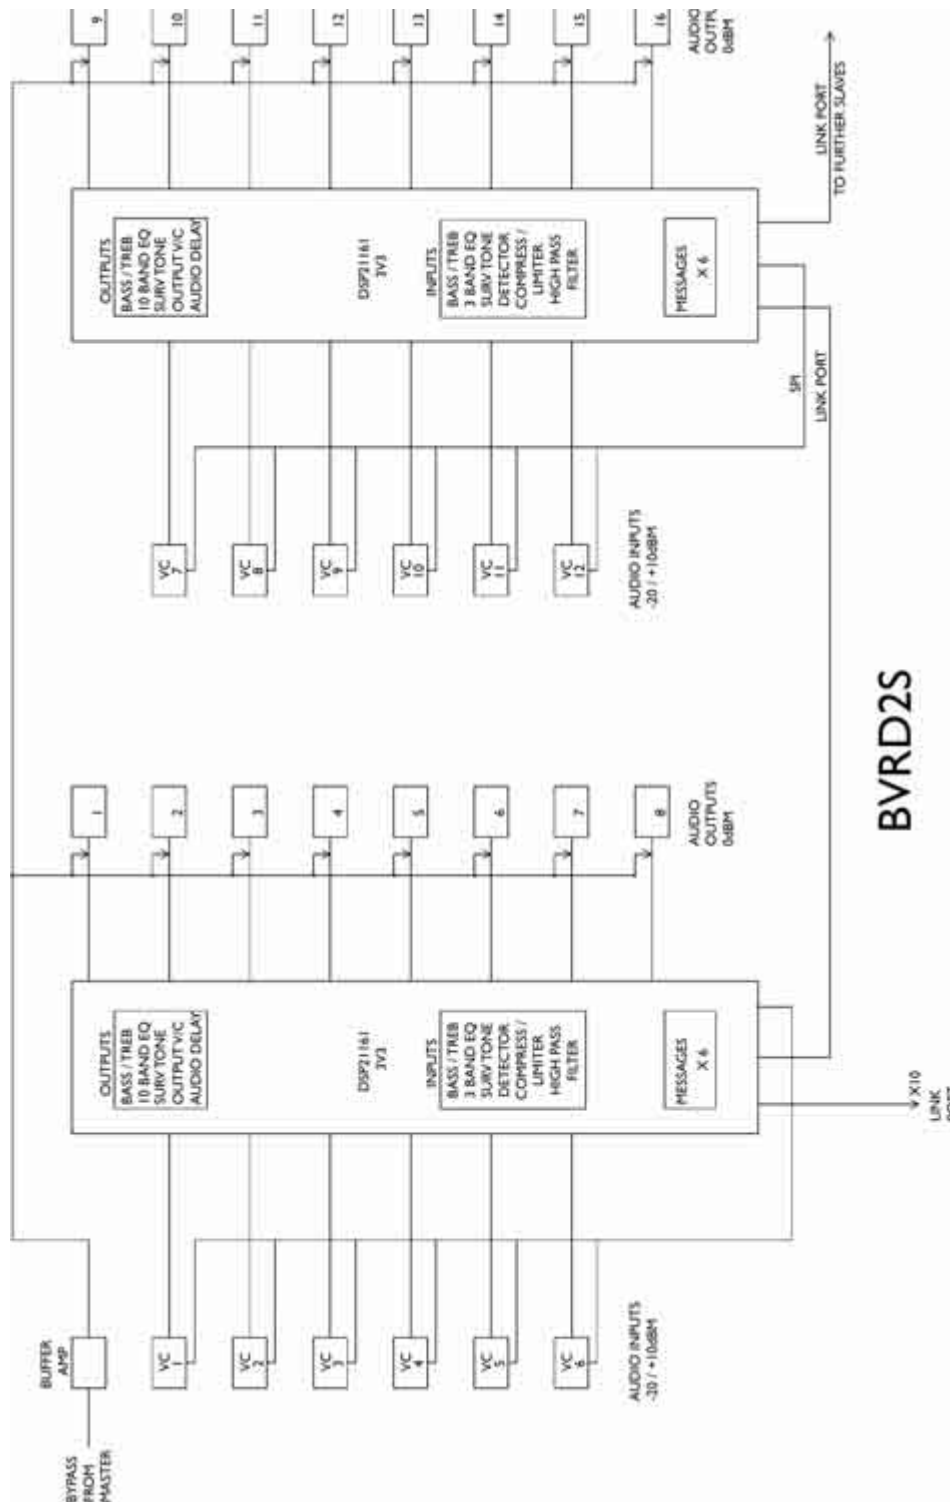 BYPASS
FROM
MASTER
BUFFER
AMP
VC
1
VC
2
VC
3
VC
4
VC
5
VC
6
AUDIO INPUTS
-20 / +10dBM
OUTPUTS
BASS / TREB
10 BAND EQ
SURV TONE
OUTPUT V/C
AUDIO DELAY
DSP21161
3V3
INPUTS
BASS / TREB
3 BAND EQ
SURV TONE
DETECTOR
COMPRESS /
LIMITER
HIGH PASS
FILTER
MESSAGES
X 6
X10
LINK
1
2
3
4
5
6
7
8
AUDIO
OUTPUTS
0dBM
VC
7
VC
8
VC
9
VC
10
VC
11
VC
12
AUDIO INPUTS
-20 / +10dBM
SPI
LINK PORT
OUTPUTS
BASS / TREB
10 BAND EQ
SURV TONE
OUTPUT V/C
AUDIO DELAY
DSP21161
3V3
INPUTS
BASS / TREB
3 BAND EQ
SURV TONE
DETECTOR
COMPRESS /
LIMITER
HIGH PASS
FILTER
MESSAGES
X 6
LINK PORT
TO FURTHER SLAVES
9
10
11
12
13
14
15
16
AUDIO
OUTPU
0dBM
BVRD2S